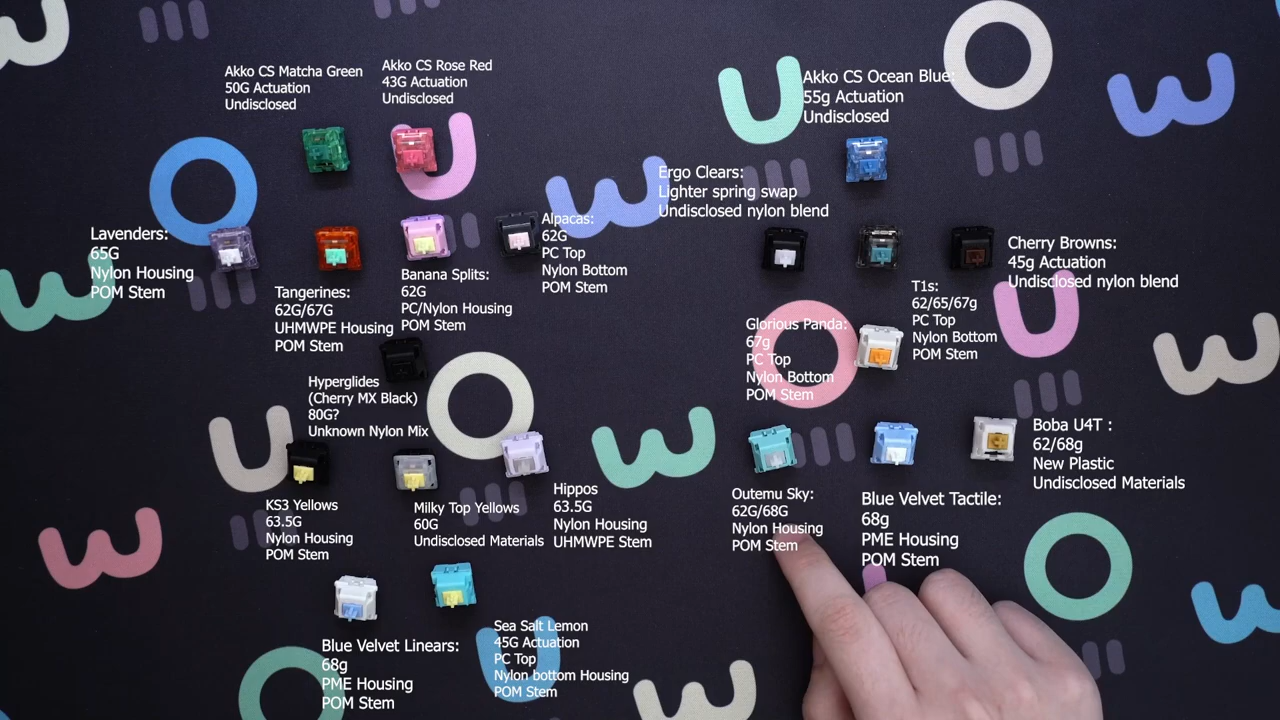 Akko CS Matcha Green
50G Actuation
Undisclosed
Akko CS Rose Red
43G Actuation
Undisclosed
Akko CS Ocean Blue:
55g Actuation
Undisclosed
Ergo Clears:
Lighter spring swap
Undisclosed nylon blend
Lavenders:
65G
Nylon Housing
POM Stem
Tangerines:
62G/67G
UHMWPE Housing
POM Stem
Banana Splits:
62G
PC/Nylon Housing
POM Stem
Alpacas:
62G
PC Top
Nylon Bottom
POM Stem
Cherry Browns:
45g Actuation
Undisclosed nylon blend
T1s:
62/65/67g
PC Top
Nylon Bottom
POM Stem
Glorious Panda:
67g
PC Top
Nylon Bottom
POM Stem
Hyperglides
(Cherry MX Black)
80G?
Unknown Nylon Mix
KS3 Yellows
63.5G
Nylon Housing
POM Stem
Milky Top Yellows
60G
Undisclosed Materials
Hippos
63.5G
Nylon Housing
UHMWPE Stem
Outemu Sky:
62G/68G
Nylon Housing
POM Stem
Blue Velvet Tactile:
68g
PME Housing
POM Stem
Boba U4T :
62/68g
New Plastic
Undisclosed Materials
Blue Velvet Linears:
68g
PME Housing
POM Stem
Sea Salt Lemon
45G Actuation
PC Top
Nylon bottom Housing
POM Stem